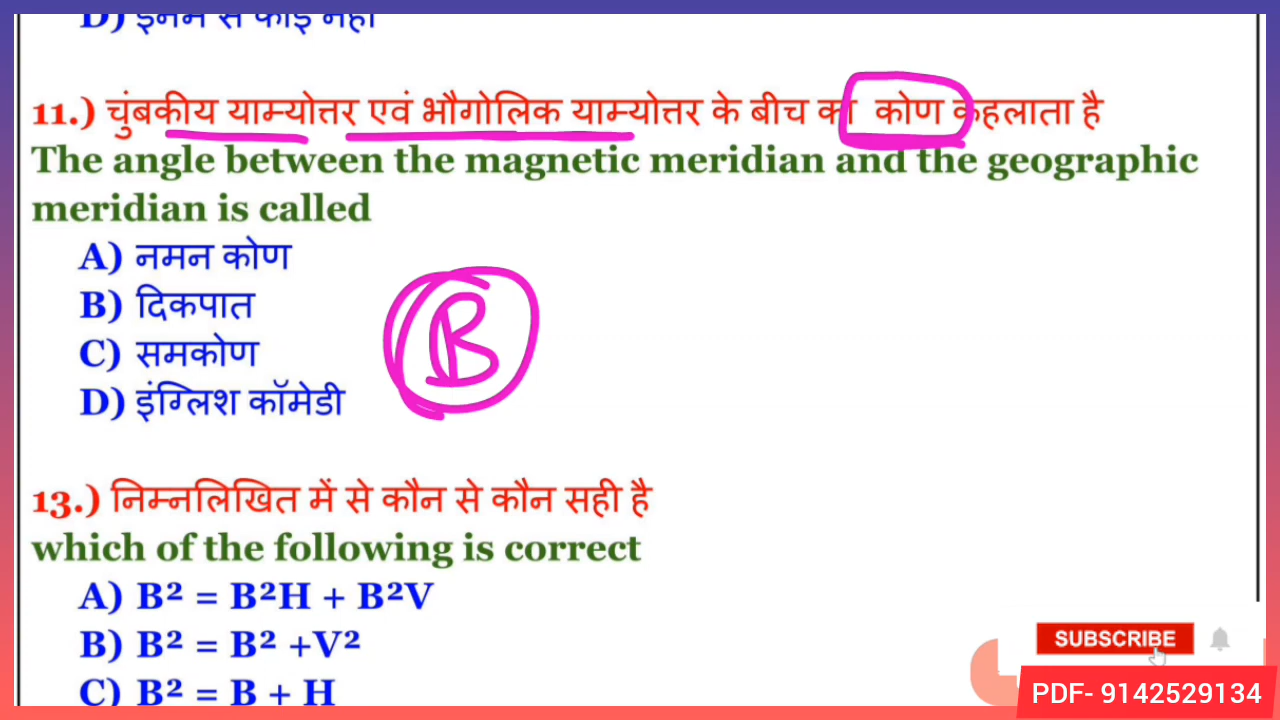 D) इनमें से कोई नहीं
11.) चुंबकीय याम्योत्तर एवं भौगोलिक याम्योत्तर के बीच का कोण कहलाता है
The angle between the magnetic meridian and the geographic
meridian is called
A) नमन कोण
B) दिकपात
C) समकोण
D) इंग्लिश कॉमेडी
B
13.) निम्नलिखित में से कौन से कौन सही है
which of the following is correct
A) B² = B²H + B²V
B) B² = B² +V²
C) B² = B + H
SUBSCRIBE
PDF- 9142529134